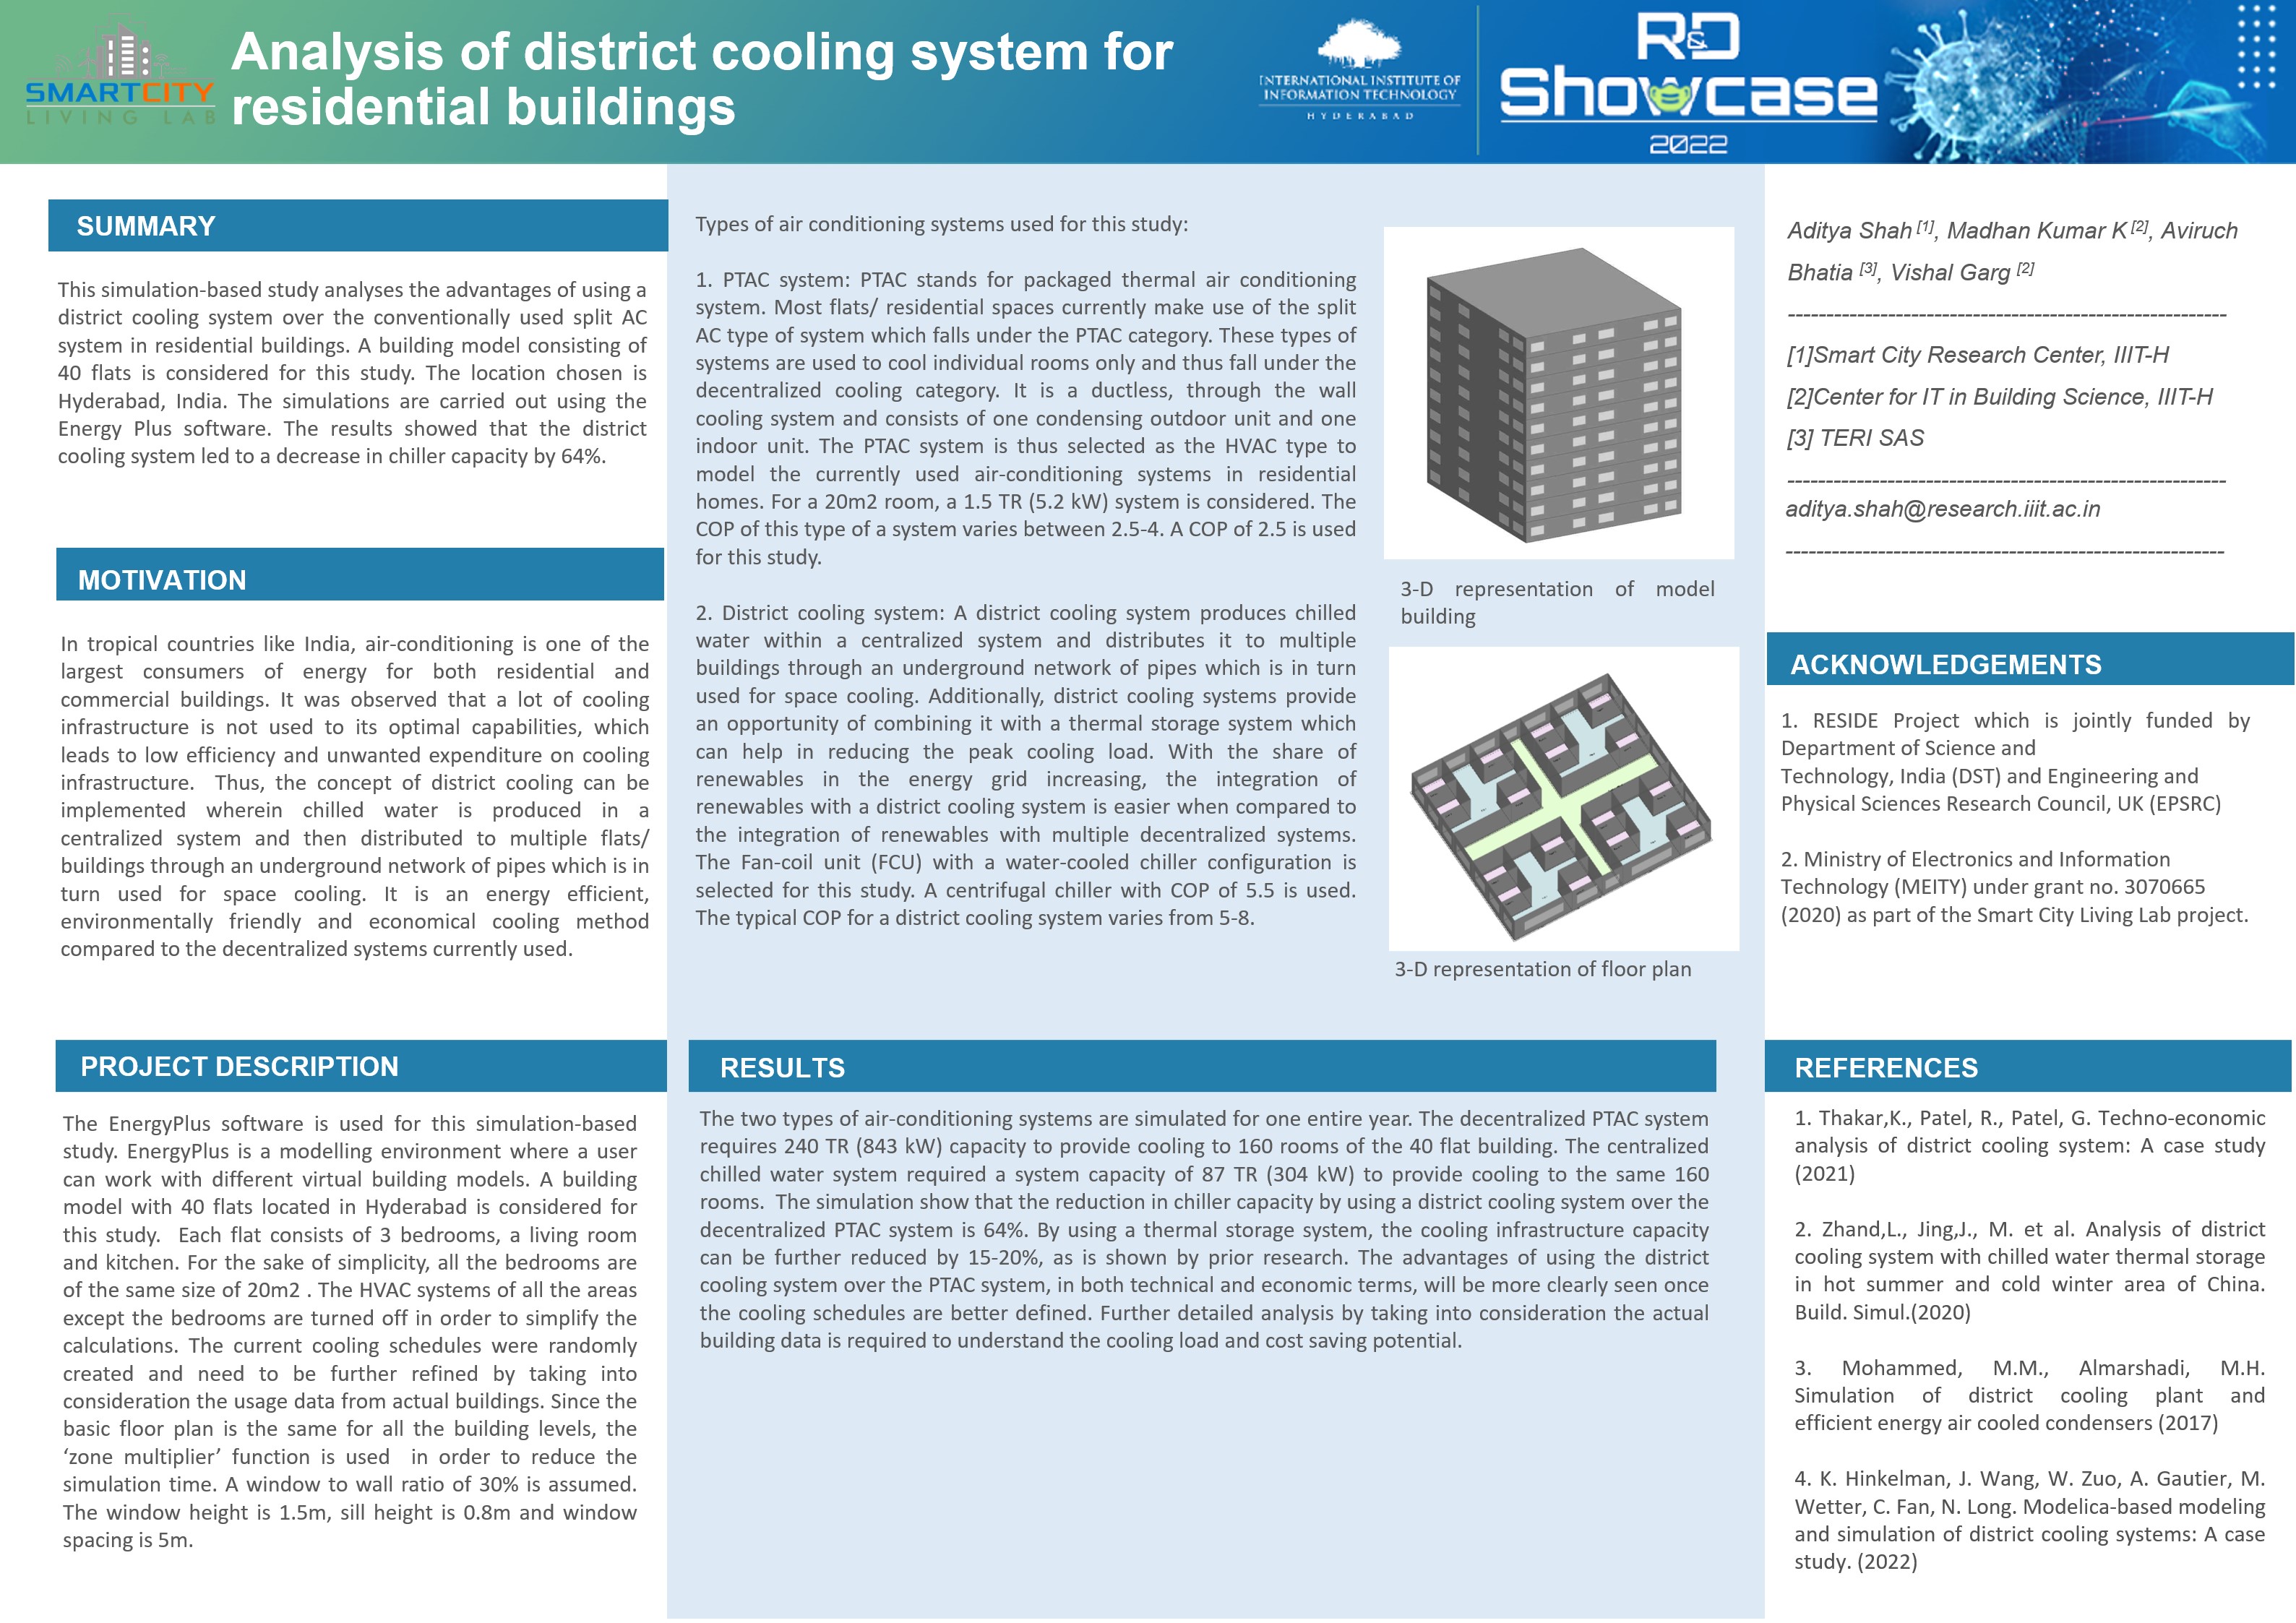 SMARTCITY
LIVING LAB
Analysis of district cooling system for
residential buildings
INTERNATIONAL INSTITUTE OF
INFORMATION TECHNOLOGY
HYDERABAD
R&D
Showcase
2022
SUMMARY
This simulation-based study analyses the advantages of using a
district cooling system over the conventionally used split AC
system in residential buildings. A building model consisting of
40 flats is considered for this study. The location chosen is
Hyderabad, India. The simulations are carried out using the
Energy Plus software. The results showed that the district
cooling system led to a decrease in chiller capacity by 64%.
MOTIVATION
In tropical countries like India, air-conditioning is one of the
largest consumers of energy for both residential and
commercial buildings. It was observed that a lot of cooling
infrastructure is not used to its optimal capabilities, which
leads to low efficiency and unwanted expenditure on cooling
infrastructure. Thus, the concept of district cooling can be
implemented wherein chilled water is produced in a
centralized system and then distributed to multiple flats/
buildings through an underground network of pipes which is in
turn used for space cooling. It is an energy efficient,
environmentally friendly and economical cooling method
compared to the decentralized systems currently used.
PROJECT DESCRIPTION
The EnergyPlus software is used for this simulation-based
study. EnergyPlus is a modelling environment where a user
can work with different virtual building models. A building
model with 40 flats located in Hyderabad is considered for
this study. Each flat consists of 3 bedrooms, a living room
and kitchen. For the sake of simplicity, all the bedrooms are
of the same size of 20m2 . The HVAC systems of all the areas
except the bedrooms are turned off in order to simplify the
calculations. The current cooling schedules were randomly
created and need to be further refined by taking into
consideration the usage data from actual buildings. Since the
basic floor plan is the same for all the building levels, the
‘zone multiplier’ function is used in order to reduce the
simulation time. A window to wall ratio of 30% is assumed.
The window height is 1.5m, sill height is 0.8m and window
spacing is 5m.
Types of air conditioning systems used for this study:
1. PTAC system: PTAC stands for packaged thermal air conditioning
system. Most flats/ residential spaces currently make use of the split
AC type of system which falls under the PTAC category. These types of
systems are used to cool individual rooms only and thus fall under the
decentralized cooling category. It is a ductless, through the wall
cooling system and consists of one condensing outdoor unit and one
indoor unit. The PTAC system is thus selected as the HVAC type to
model the currently used air-conditioning systems in residential
homes. For a 20m2 room, a 1.5 TR (5.2 kW) system is considered. The
COP of this type of a system varies between 2.5-4. A COP of 2.5 is used
for this study.
2. District cooling system: A district cooling system produces chilled
water within a centralized system and distributes it to multiple
buildings through an underground network of pipes which is in turn
used for space cooling. Additionally, district cooling systems provide
an opportunity of combining it with a thermal storage system which
can help in reducing the peak cooling load. With the share of
renewables in the energy grid increasing, the integration of
renewables with a district cooling system is easier when compared to
the integration of renewables with multiple decentralized systems.
The Fan-coil unit (FCU) with a water-cooled chiller configuration is
selected for this study. A centrifugal chiller with COP of 5.5 is used.
The typical COP for a district cooling system varies from 5-8.
3-D representation of model
building
3-D representation of floor plan
RESULTS
The two types of air-conditioning systems are simulated for one entire year. The decentralized PTAC system
requires 240 TR (843 kW) capacity to provide cooling to 160 rooms of the 40 flat building. The centralized
chilled water system required a system capacity of 87 TR (304 kW) to provide cooling to the same 160
rooms. The simulation show that the reduction in chiller capacity by using a district cooling system over the
decentralized PTAC system is 64%. By using a thermal storage system, the cooling infrastructure capacity
can be further reduced by 15-20%, as is shown by prior research. The advantages of using the district
cooling system over the PTAC system, in both technical and economic terms, will be more clearly seen once
the cooling schedules are better defined. Further detailed analysis by taking into consideration the actual
building data is required to understand the cooling load and cost saving potential.
Aditya Shah [1], Madhan Kumar K [2], Aviruch
Bhatia [3], Vishal Garg [2]
---------------------------------------------------------
[1]Smart City Research Center, IIIT-H
[2]Center for IT in Building Science, IIIT-H
[3] TERI SAS
---------------------------------------------------------
aditya.shah@research.iiit.ac.in
---------------------------------------------------------
ACKNOWLEDGEMENTS
1. RESIDE Project which is jointly funded by
Department of Science and
Technology, India (DST) and Engineering and
Physical Sciences Research Council, UK (EPSRC)
2. Ministry of Electronics and Information
Technology (MEITY) under grant no. 3070665
(2020) as part of the Smart City Living Lab project.
REFERENCES
1. Thakar,K., Patel, R., Patel, G. Techno-economic
analysis of district cooling system: A case study
(2021)
2. Zhand,L., Jing,J., M. et al. Analysis of district
cooling system with chilled water thermal storage
in hot summer and cold winter area of China.
Build. Simul.(2020)
3. Mohammed, M.M., Almarshadi, M.H.
Simulation of district cooling plant and
efficient energy air cooled condensers (2017)
4. K. Hinkelman, J. Wang, W. Zuo, A. Gautier, M.
Wetter, C. Fan, N. Long. Modelica-based modeling
and simulation of district cooling systems: A case
study. (2022)